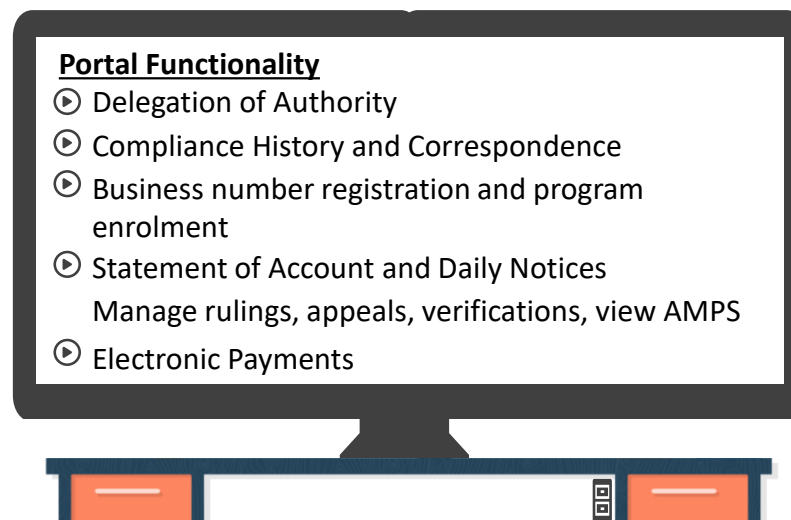 Portal Functionality
Delegation of Authority
Compliance History and Correspondence
Business number registration and program
enrolment
Statement of Account and Daily Notices
Manage rulings, appeals, verifications, view AMPS
Electronic Payments